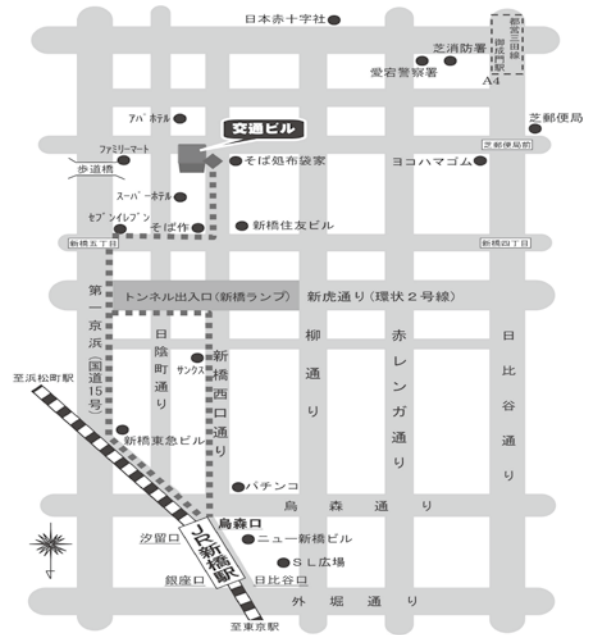 日本赤十字社
都営三田線
御成門駅
芝消防署
愛宕警察署
A4
芝郵便局
アパホテル
交通ビル
芝郵便局前
ファミリーマート
そば処布袋家
ヨコハマゴム
歩道橋
スーパーホテル
セブンイレブン
そば作
新橋住友ビル
新橋五丁目
新橋四丁目
トンネル出入口(新橋ランプ)
新虎通り(環状2号線)
第一京浜(国道15号)
日陰町通り
サンクス
新橋西口通り
柳通り
赤レンガ通り
日比谷通り
至浜松町駅
新橋東急ビル
パチンコ
烏森通り
烏森口
汐留口
JR新橋駅
ニュー新橋ビル
SL広場
銀座口
日比谷口
外堀通り
至東京駅